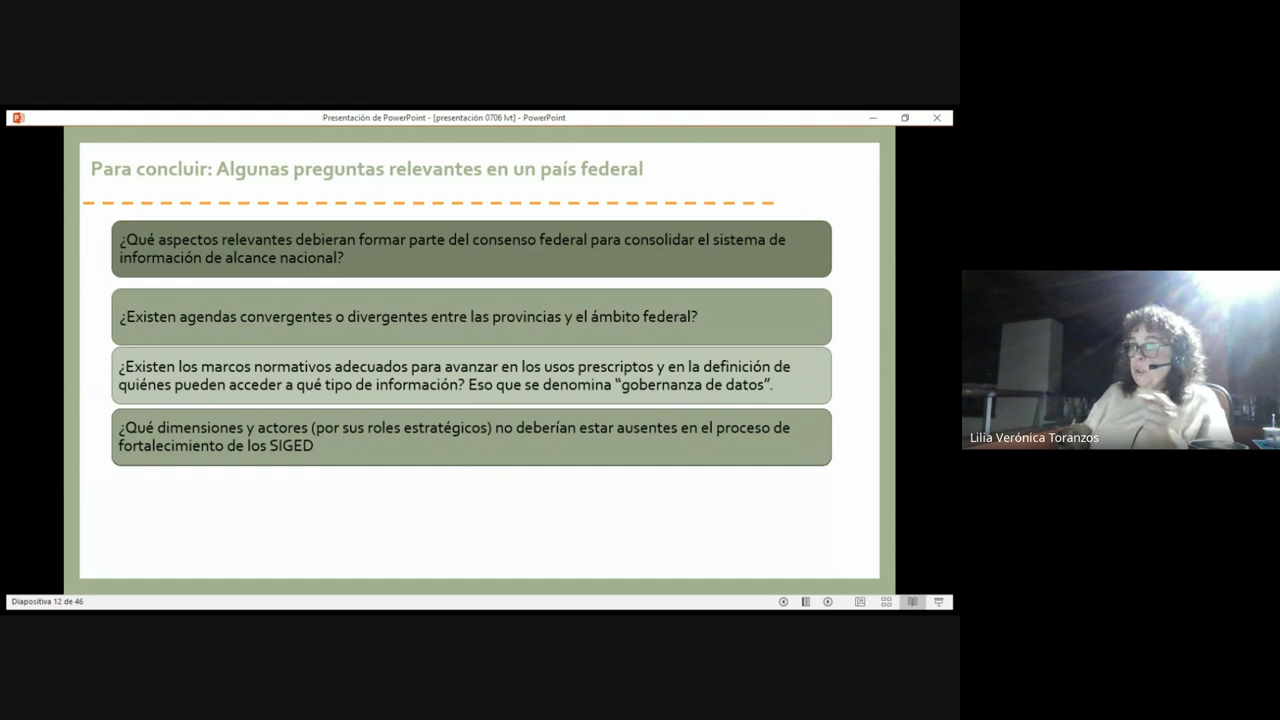 Presentación de PowerPoint - [presentación 0706 lvt] - PowerPoint
Para concluir: Algunas preguntas relevantes en un país federal
¿Qué aspectos relevantes debieran formar parte del consenso federal para consolidar el sistema de
información de alcance nacional?
¿Existen agendas convergentes o divergentes entre las provincias y el ámbito federal?
¿Existen los marcos normativos adecuados para avanzar en los usos prescriptos y en la definición de
quiénes pueden acceder a qué tipo de información? Eso que se denomina “gobernanza de datos”.
¿Qué dimensiones y actores (por sus roles estratégicos) no deberían estar ausentes en el proceso de
fortalecimiento de los SIGED
Diapositiva 12 de 46
Lilia Verónica Toranzos